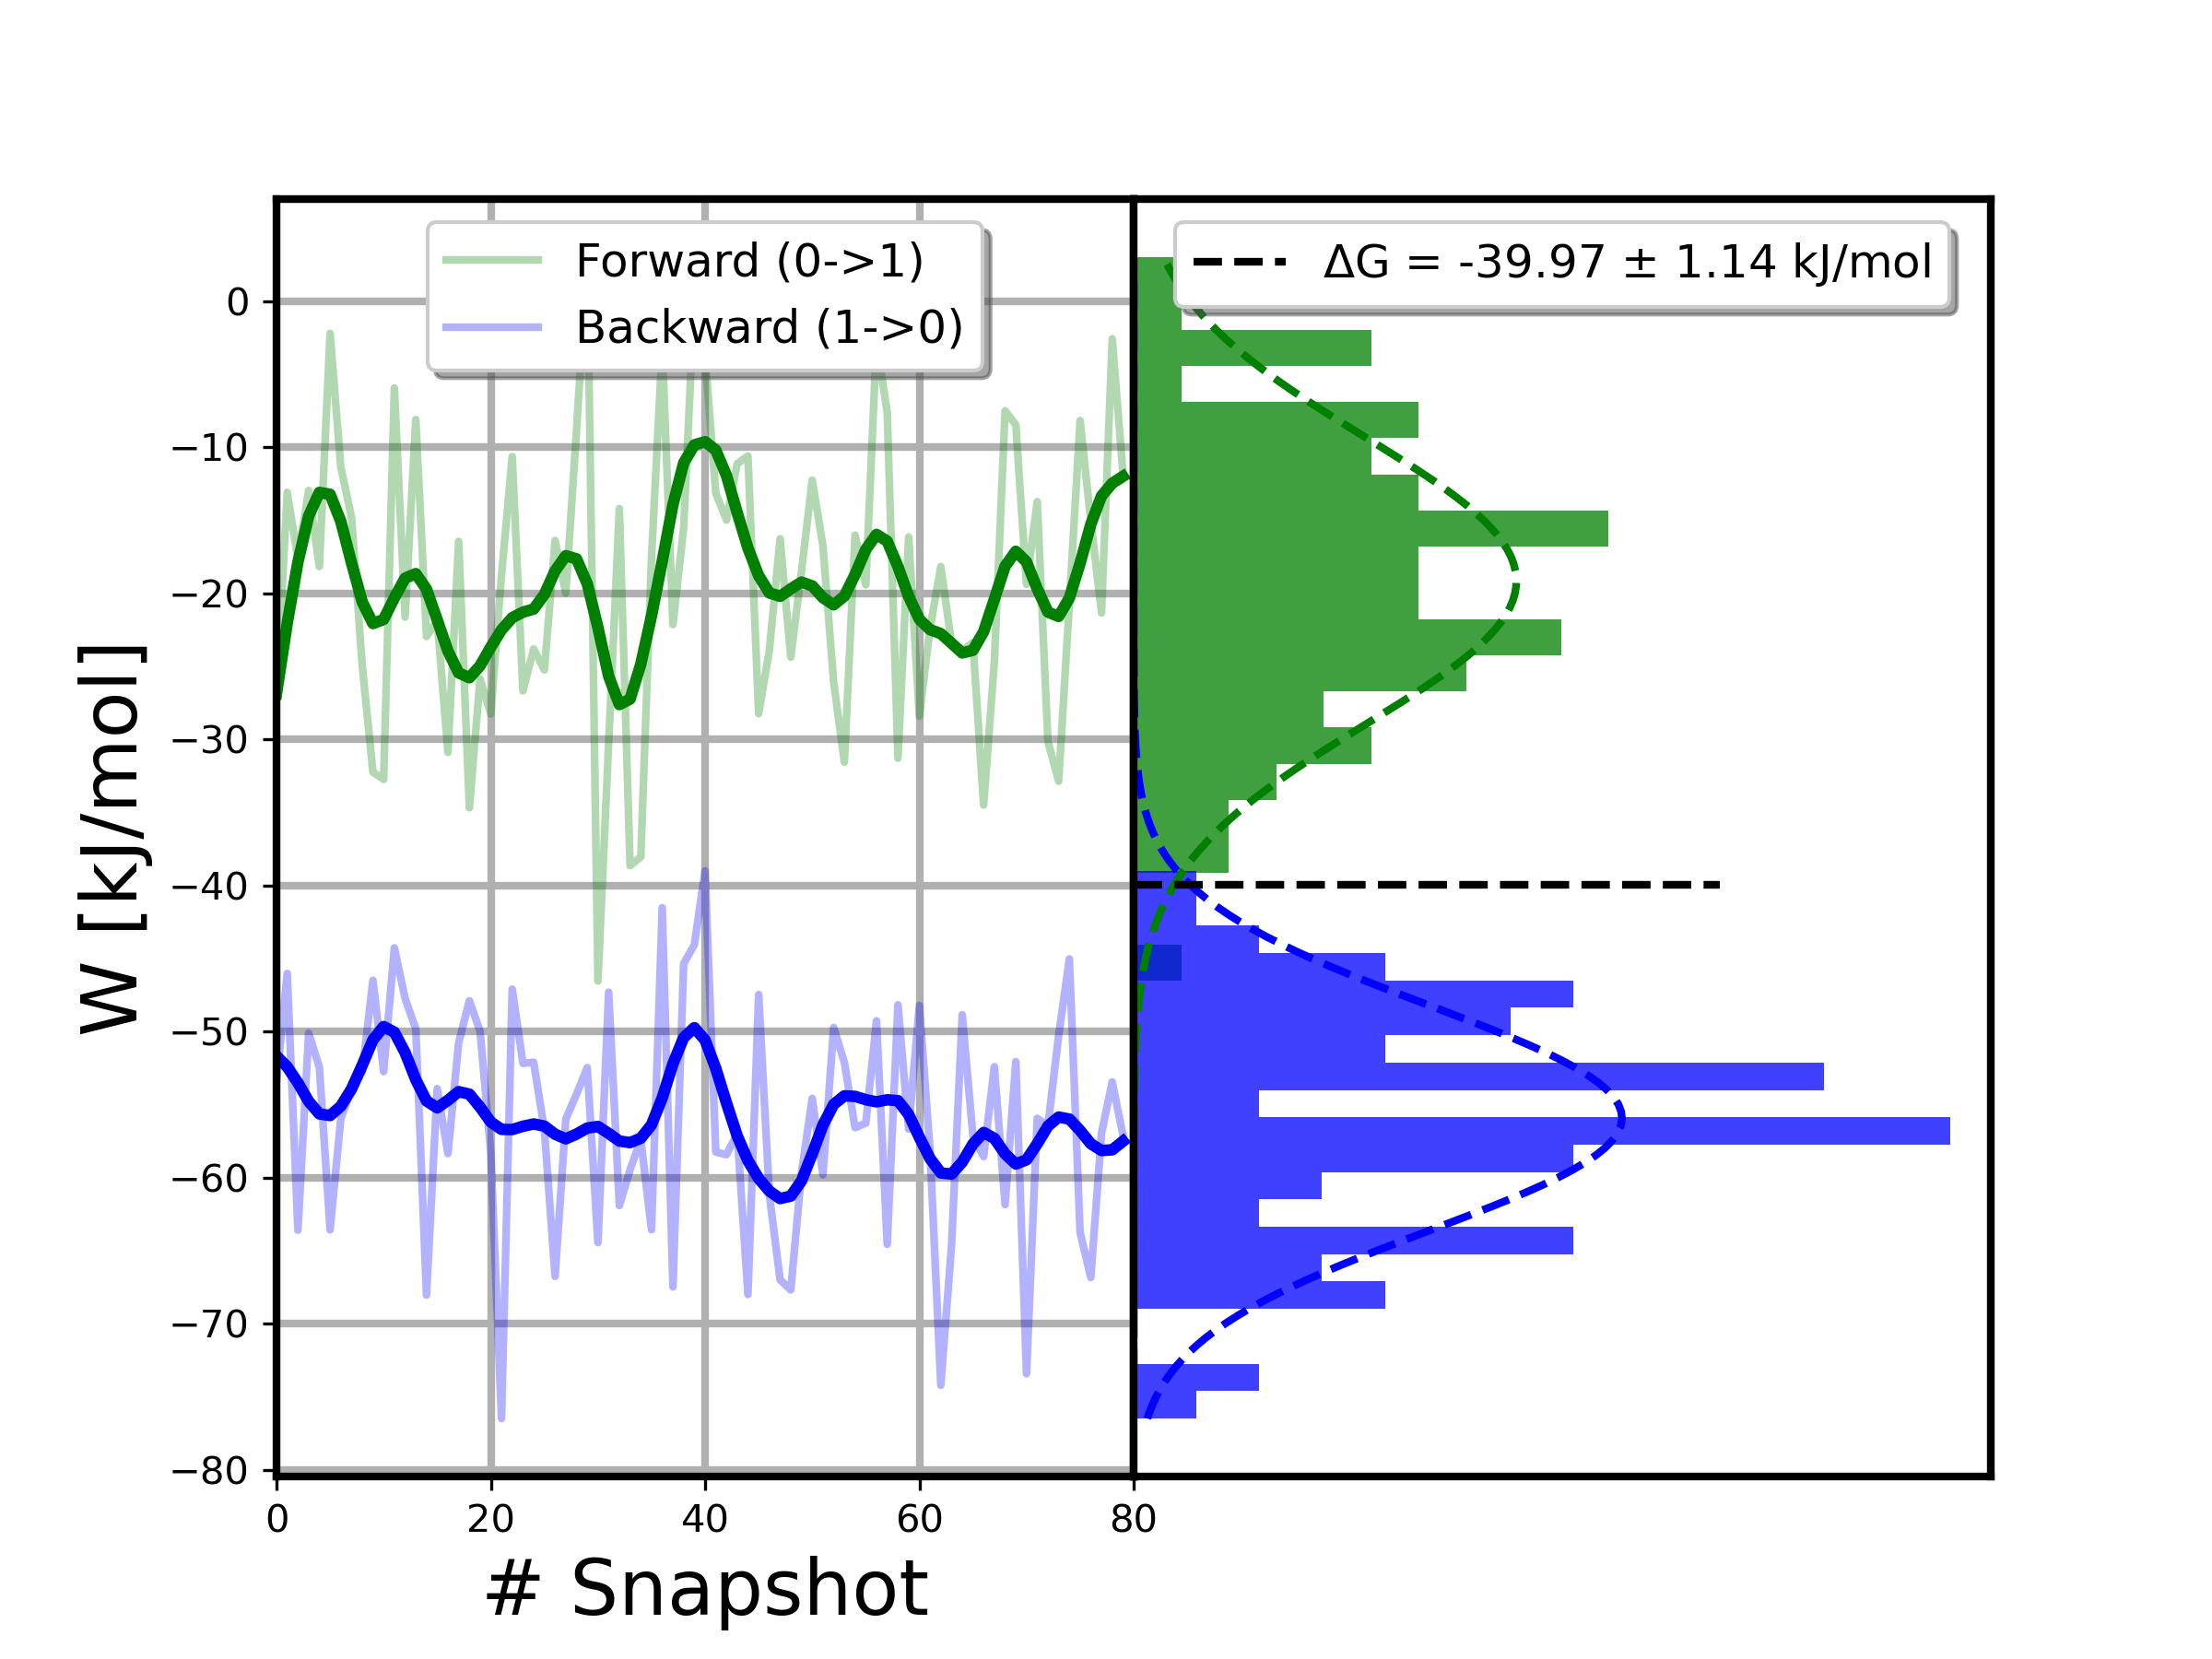 Forward (0->1)
Backward (1->0)
ΔG = -39.97 ± 1.14 kJ/mol
0
−10
−20
−30
−40
−50
−60
−70
−80
W [kJ/mol]
0 20 40 60 80
# Snapshot